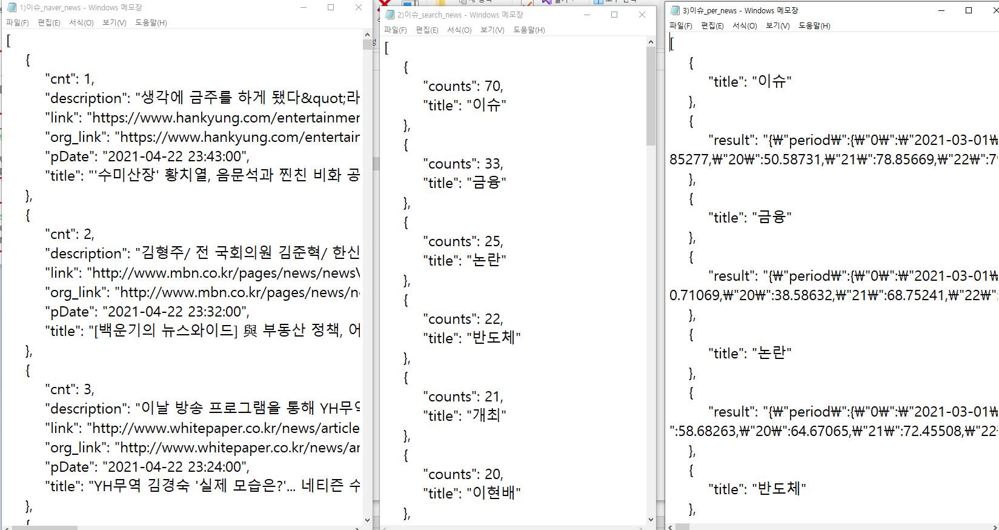 1)이슈_naver_news - Windows 메모장
파일(F) 편집(E) 서식(O) 보기(V) 도움말(H)
[
{
"cnt": 1,
"description": "생각에 금주를 하게 됐다&quot;라
"link": "https://www.hankyung.com/entertainmer
"org_link": "https://www.hankyung.com/entertain
"pDate": "2021-04-22 23:43:00",
"title": "'수미산장' 황치열, 음문석과 찐친 비화 공
},
{
"cnt": 2,
"description": "김형주/ 전 국회의원 김준혁/ 한신
"link": "http://www.mbn.co.kr/pages/news/newsV
"org_link": "http://www.mbn.co.kr/pages/news/ne
"pDate": "2021-04-22 23:32:00",
"title": "[백운기의 뉴스와이드] 與 부동산 정책, 어
},
{
"cnt": 3,
"description": "이날 방송 프로그램을 통해 YH무역
"link": "http://www.whitepaper.co.kr/news/article
"org_link": "http://www.whitepaper.co.kr/news/ar
"pDate": "2021-04-22 23:24:00",
"title": "YH무역 김경숙 '실제 모습은?'... 네티즌 수
},
{
2)이슈_search_news - Windows 메모장
파일(F) 편집(E) 서식(O) 보기(V) 도움말(H)
[
{
"counts": 70,
"title": "이슈"
},
{
"counts": 33,
"title": "금융"
},
{
"counts": 25,
"title": "논란"
},
{
"counts": 22,
"title": "반도체"
},
{
"counts": 21,
"title": "개최"
},
{
"counts": 20,
"title": "이현배"
},
3)이슈_per_news - Windows 메모장
파일(F) 편집(E) 서식(O) 보기(V) 도움말(H)
[
{
"title": "이슈"
},
{
"result": "{₩"period₩":{₩"0₩":₩"2021-03-01₩
85277,₩"20₩":50.58731,₩"21₩":78.85669,₩"22₩":79
},
{
"title": "금융"
},
{
"result": "{₩"period₩":{₩"0₩":₩"2021-03-01₩
0.71069,₩"20₩":38.58632,₩"21₩":68.75241,₩"22₩":
},
{
"title": "논란"
},
{
"result": "{₩"period₩":{₩"0₩":₩"2021-03-01₩
":58.68263,₩"20₩":64.67065,₩"21₩":72.45508,₩"22
},
{
"title": "반도체"
},